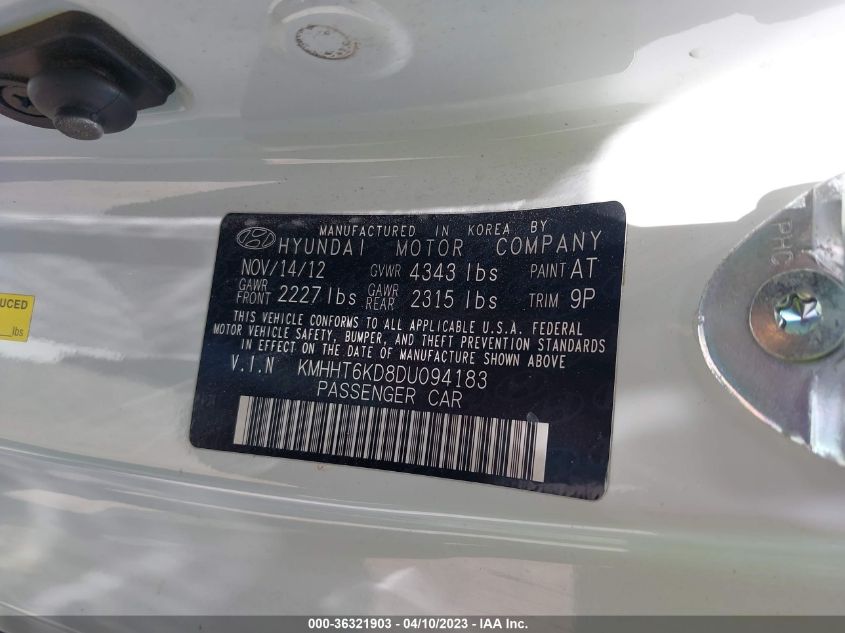 MANUFACTURED IN KOREA BY
HYUNDAI MOTOR COMPANY
NOV/14/12 GVWR 4343 lbs PAINT AT
GAWR FRONT 2227 lbs GAWR REAR 2315 lbs TRIM 9P
THIS VEHICLE CONFORMS TO ALL APPLICABLE U.S.A. FEDERAL
MOTOR VEHICLE SAFETY, BUMPER, AND THEFT PREVENTION STANDARDS
IN EFFECT ON THE DATE OF MANUFACTURE SHOWN ABOVE
V.I.N KMHHT6KD8DU094183
PASSENGER CAR
UCED
lbs
PHC
000-36321903 - 04/10/2023 - IAA Inc.